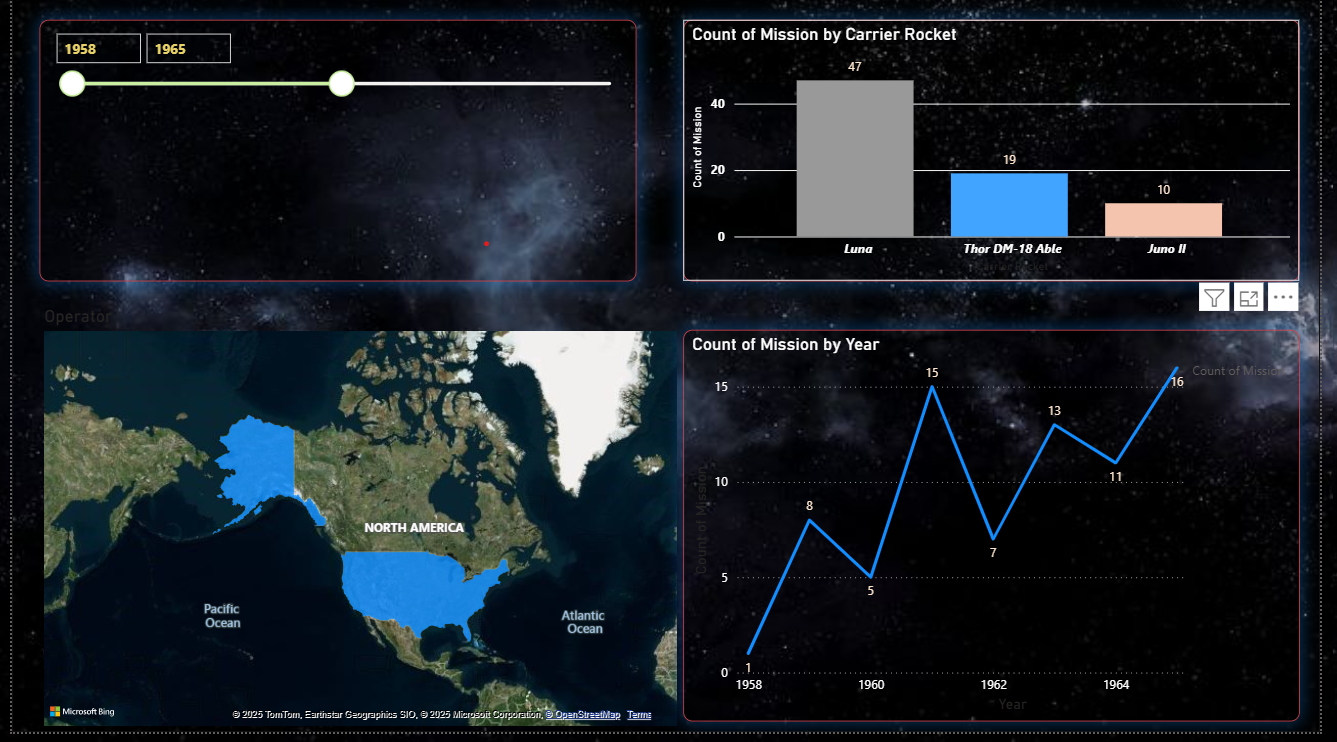 1958
1965
Count of Mission by Carrier Rocket
47
40
Count of Mission
19
20
10
0
Luna
Thor DM-18 Able
Juno II
Operator
NORTH AMERICA
Pacific
Ocean
Atlantic
Ocean
Microsoft Bing
© 2025 TomTom, Earthstar Geographics SIO, © 2025 Microsoft Corporation, © OpenStreetMap Terms
Count of Mission by Year
Count of Mission
15
16
15
13
11
10
8
7
5
5
1
0
Count of Mission
1958
1960
1962
1964
Year